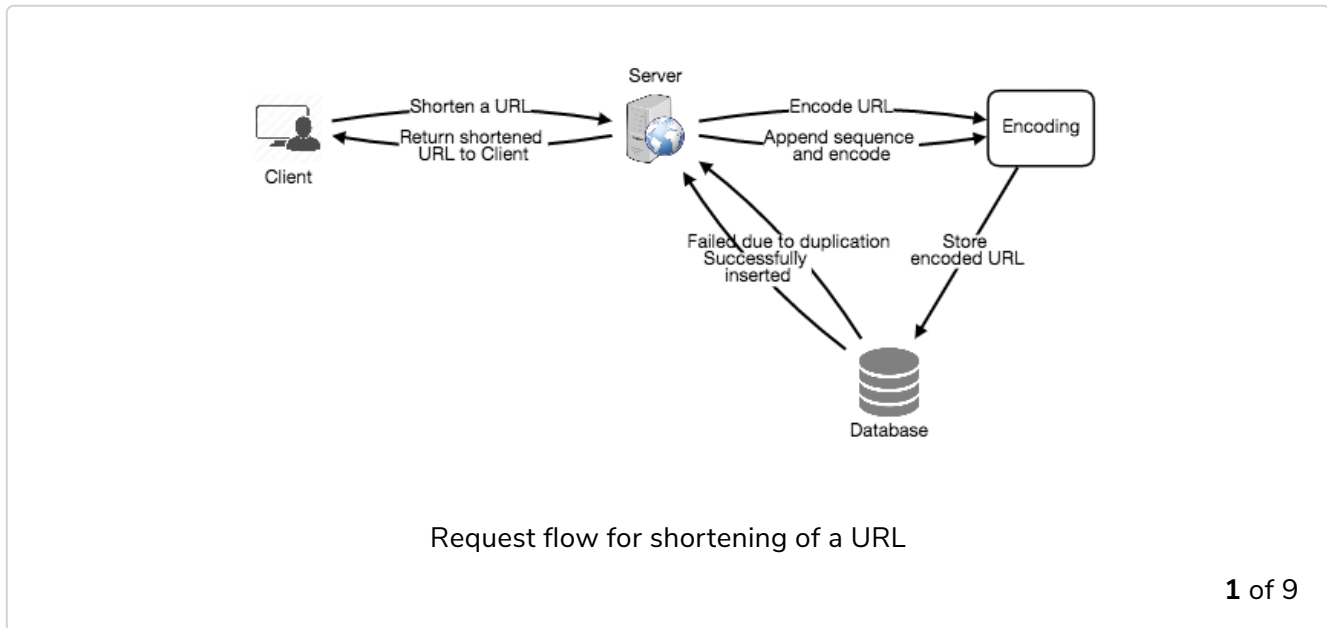 Server
Shorten a URL
Return shortened
URL to Client
Client
Encode URL
Append sequence
and encode
Encoding
Failed due to duplication
Successfully
inserted
Store
encoded URL
Database
Request flow for shortening of a URL
1 of 9